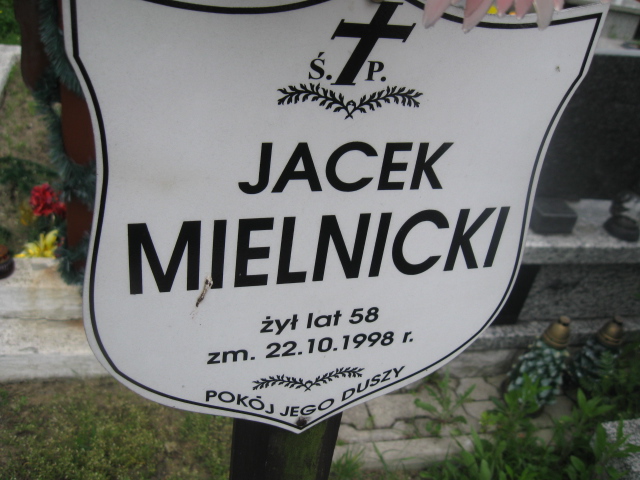 Ś. P.
JACEK
MIELNICKI
żył lat 58
zm. 22.10.1998 r.
POKÓJ JEGO DUSZY